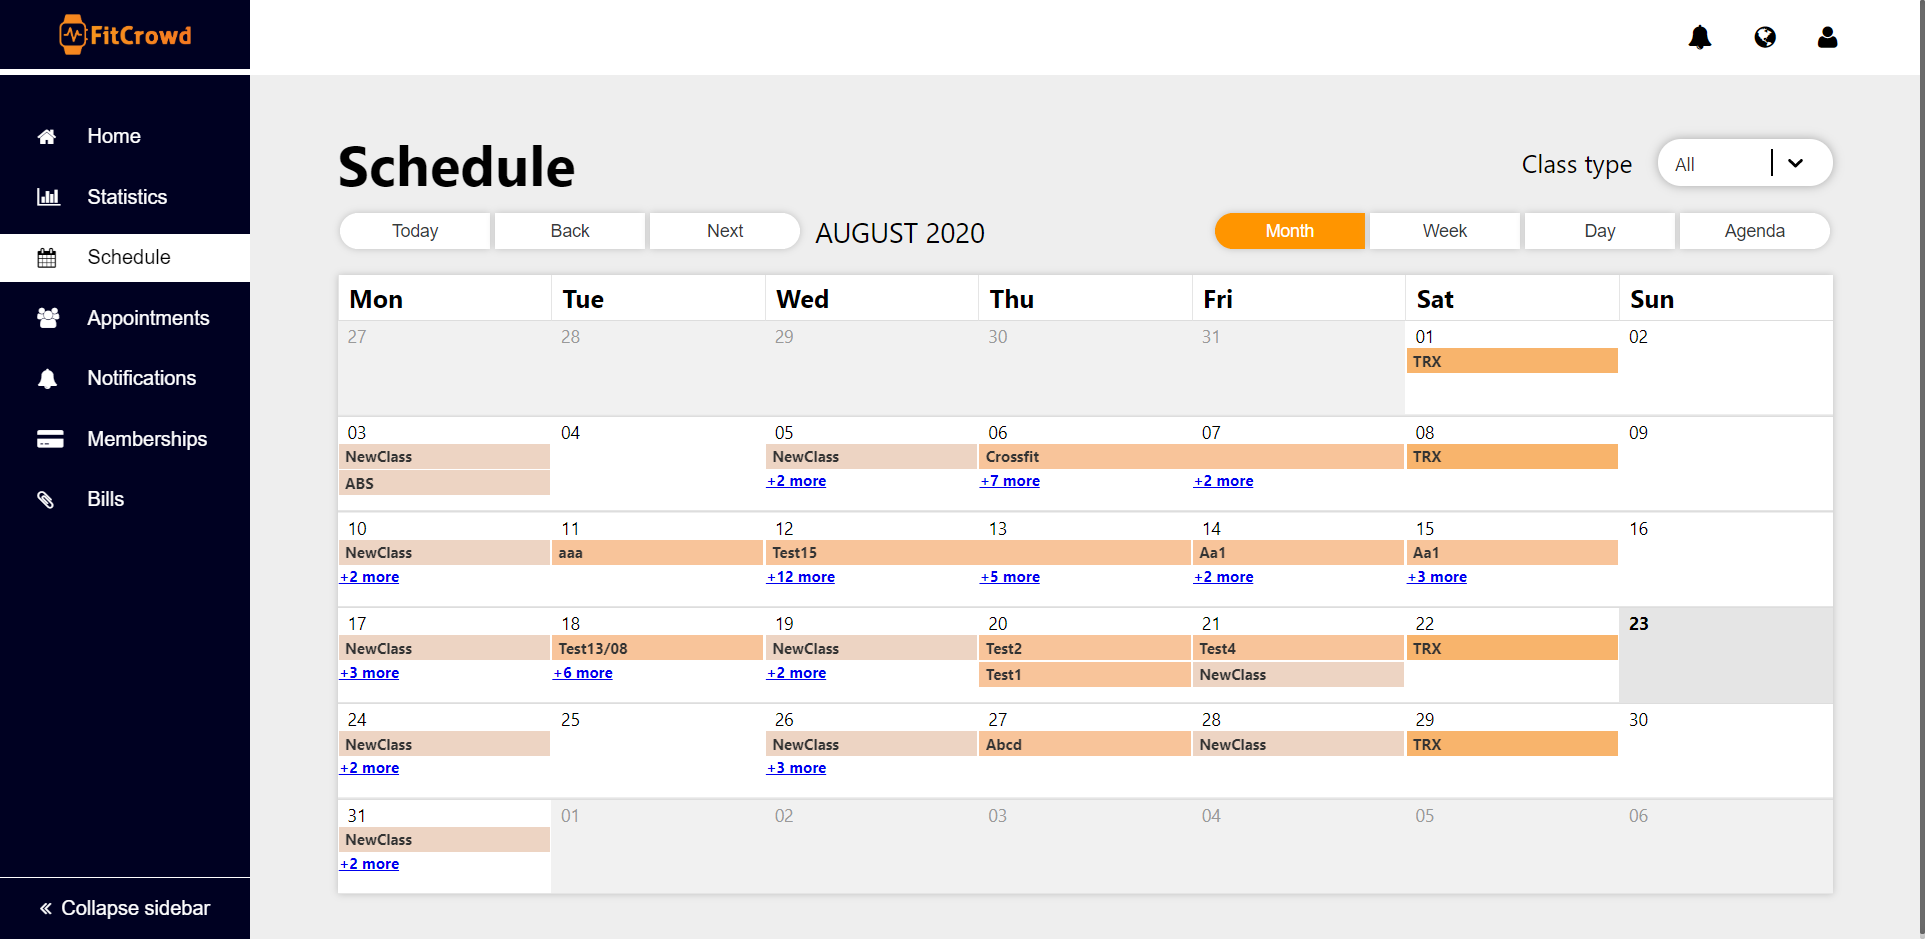 FitCrowd
Home
Statistics
Schedule
Appointments
Notifications
Memberships
Bills
Collapse sidebar
Schedule
Class type All
Today Back Next AUGUST 2020 Month Week Day Agenda
Mon Tue Wed Thu Fri Sat Sun
27 28 29 30 31 01 02
TRX
03 04 05 06 07 08 09
NewClass NewClass Crossfit TRX
ABS +2 more +7 more +2 more
10 11 12 13 14 15 16
NewClass aaa Test15 Aa1 Aa1
+2 more +12 more +5 more +2 more +3 more
17 18 19 20 21 22 23
NewClass Test13/08 NewClass Test2 Test4 TRX
+3 more +6 more +2 more Test1 NewClass
24 25 26 27 28 29 30
NewClass NewClass Abcd NewClass TRX
+2 more +3 more
31 01 02 03 04 05 06
NewClass
+2 more